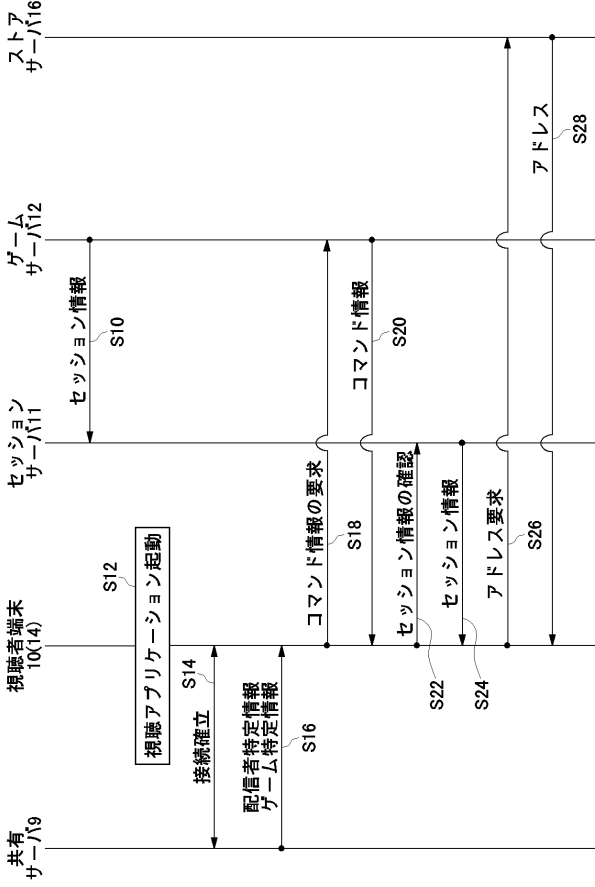 共有
サーバ9
視聴者端末
10(14)
セッション
サーバ11
ゲーム
サーバ12
ストア
サーバ16
セッション情報
S10
S12
視聴アプリケーション起動
S14
接続確立
配信者特定情報
ゲーム特定情報
S16
コマンド情報の要求
S18
コマンド情報
S20
セッション情報の確認
S22
セッション情報
S24
アドレス要求
S26
アドレス
S28